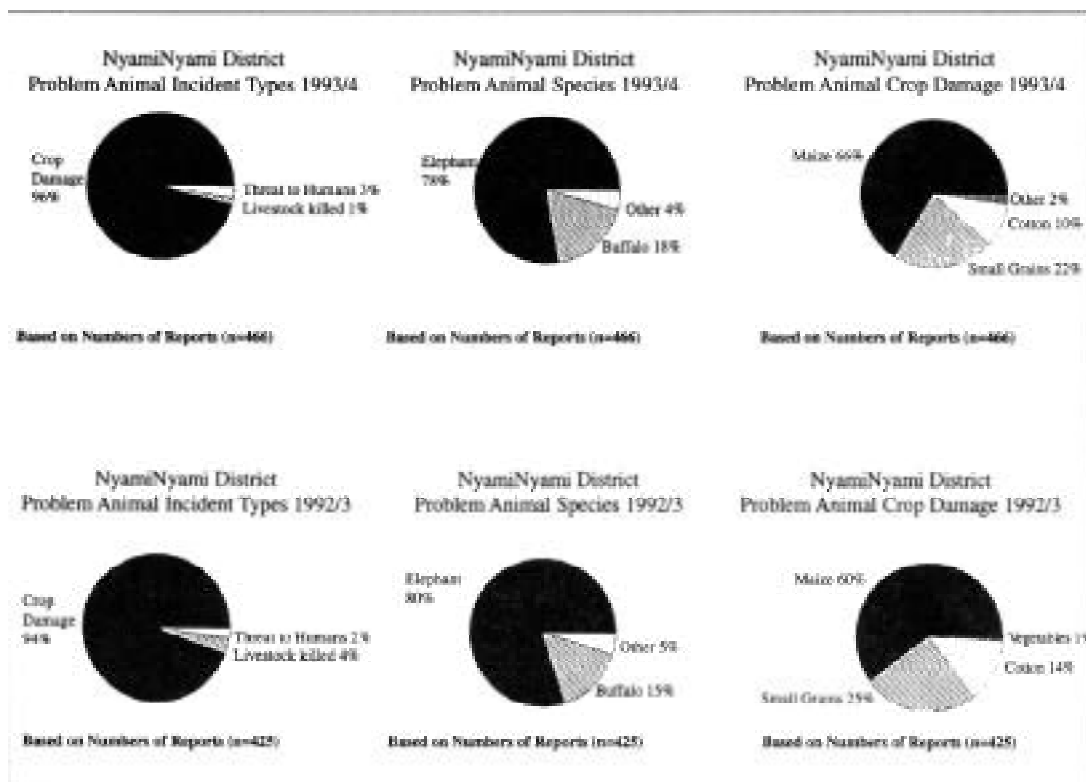 NyamiNyami District
Problem Animal Incident Types 1993/4
Crop
Damage
96%
Threat to Humans 3%
Livestock killed 1%
Based on Numbers of Reports (n=466)
NyamiNyami District
Problem Animal Species 1993/4
Elephant
78%
Other 4%
Buffalo 18%
Based on Numbers of Reports (n=466)
NyamiNyami District
Problem Animal Crop Damage 1993/4
Maize 66%
Other 2%
Cotton 10%
Small Grains 22%
Based on Numbers of Reports (n=466)
NyamiNyami District
Problem Animal Incident Types 1992/3
Crop
Damage
94%
Threat to Humans 2%
Livestock killed 4%
Based on Numbers of Reports (n=425)
NyamiNyami District
Problem Animal Species 1992/3
Elephant
80%
Other 5%
Buffalo 15%
Based on Numbers of Reports (n=425)
NyamiNyami District
Problem Animal Crop Damage 1992/3
Maize 60%
Vegetables 1%
Cotton 14%
Small Grains 25%
Based on Numbers of Reports (n=425)